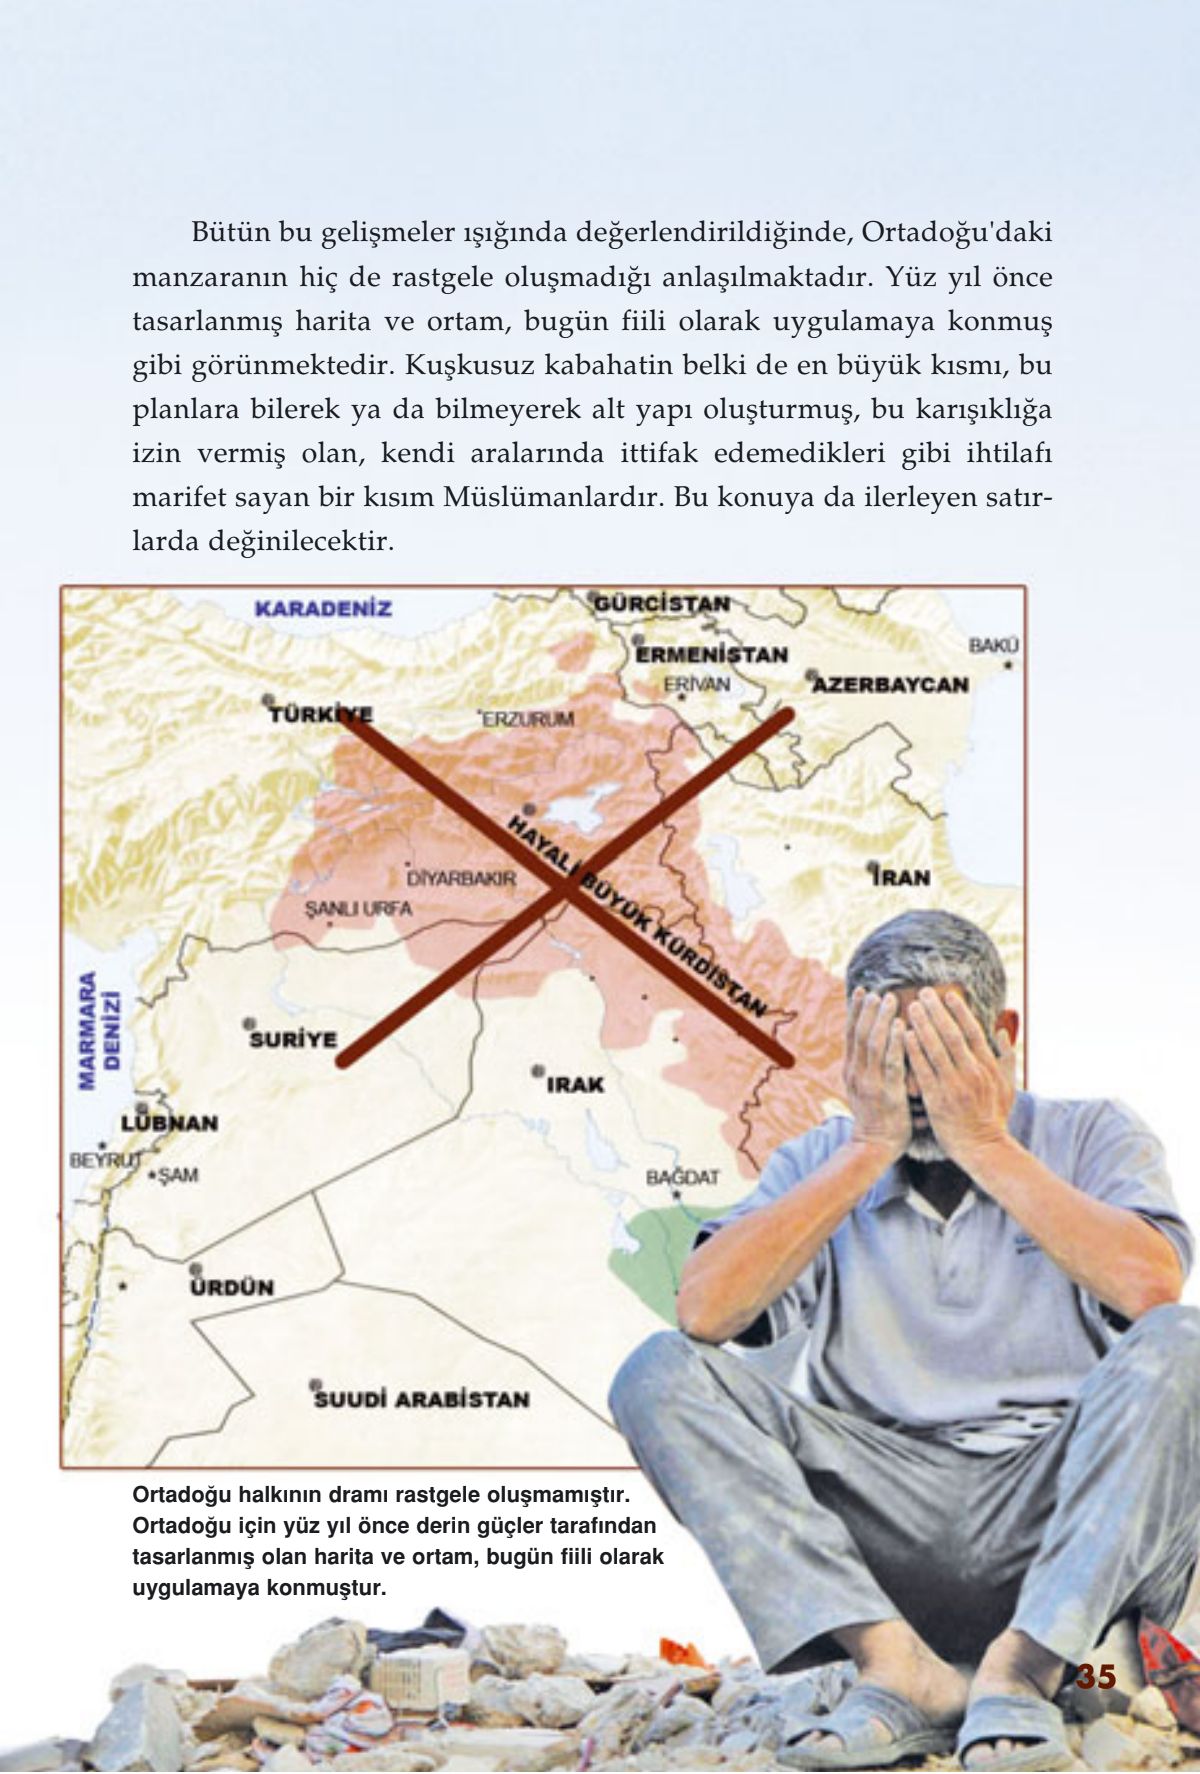 Bütün bu gelişmeler ışığında değerlendirildiğinde, Ortadoğu'daki
manzaranın hiç de rastgele oluşmadığı anlaşılmaktadır. Yüz yıl önce
tasarlanmış harita ve ortam, bugün fiili olarak uygulamaya konmuş
gibi görünmektedir. Kuşkusuz kabahatin belki de en büyük kısmı, bu
planlara bilerek ya da bilmeyerek alt yapı oluşturmuş, bu karışıklığa
izin vermiş olan, kendi aralarında ittifak edemedikleri gibi ihtilafı
marifet sayan bir kısım Müslümanlardır. Bu konuya da ilerleyen satır-
larda değinilecektir.
KARADENİZ
GÜRCİSTAN
ERMENİSTAN
BAKÜ
ERİVAN
AZERBAYCAN
TÜRKİYE
ERZURUM
HAYALİ BÜYÜK KÜRDİSTAN
DİYARBAKIR
İRAN
ŞANLI URFA
MARMARA
DENİZİ
SURİYE
IRAK
LÜBNAN
BEYRUT
ŞAM
BAĞDAT
ÜRDÜN
SUUDİ ARABİSTAN
Ortadoğu halkının dramı rastgele oluşmamıştır.
Ortadoğu için yüz yıl önce derin güçler tarafından
tasarlanmış olan harita ve ortam, bugün fiili olarak
uygulamaya konmuştur.
35